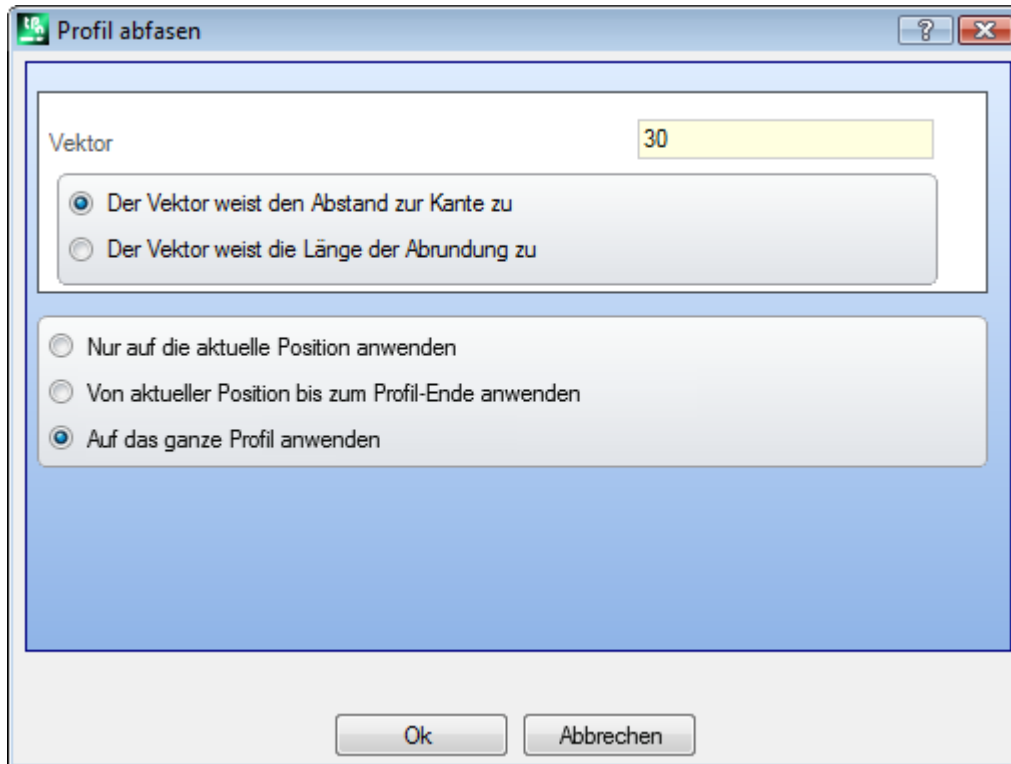 Profil abfasen
Vektor
30
Der Vektor weist den Abstand zur Kante zu
Der Vektor weist die Länge der Abrundung zu
Nur auf die aktuelle Position anwenden
Von aktueller Position bis zum Profil-Ende anwenden
Auf das ganze Profil anwenden
Ok
Abbrechen